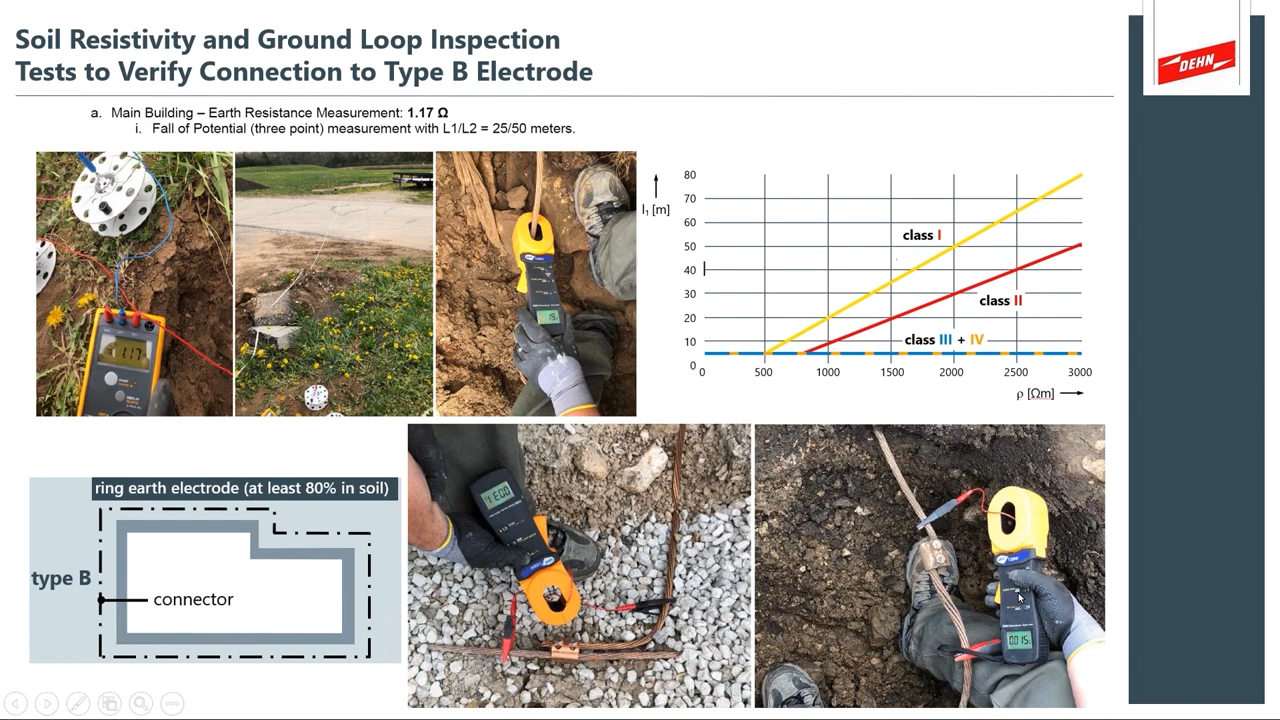 Soil Resistivity and Ground Loop Inspection
Tests to Verify Connection to Type B Electrode
DEHN
a. Main Building – Earth Resistance Measurement: 1.17 Ω
i. Fall of Potential (three point) measurement with L1/L2 = 25/50 meters.
80
70
60
50
40
30
20
10
0
l₁ [m]
class I
class II
class III + IV
0 500 1000 1500 2000 2500 3000
ρ [Ωm]
1.17
ring earth electrode (at least 80% in soil)
type B
connector